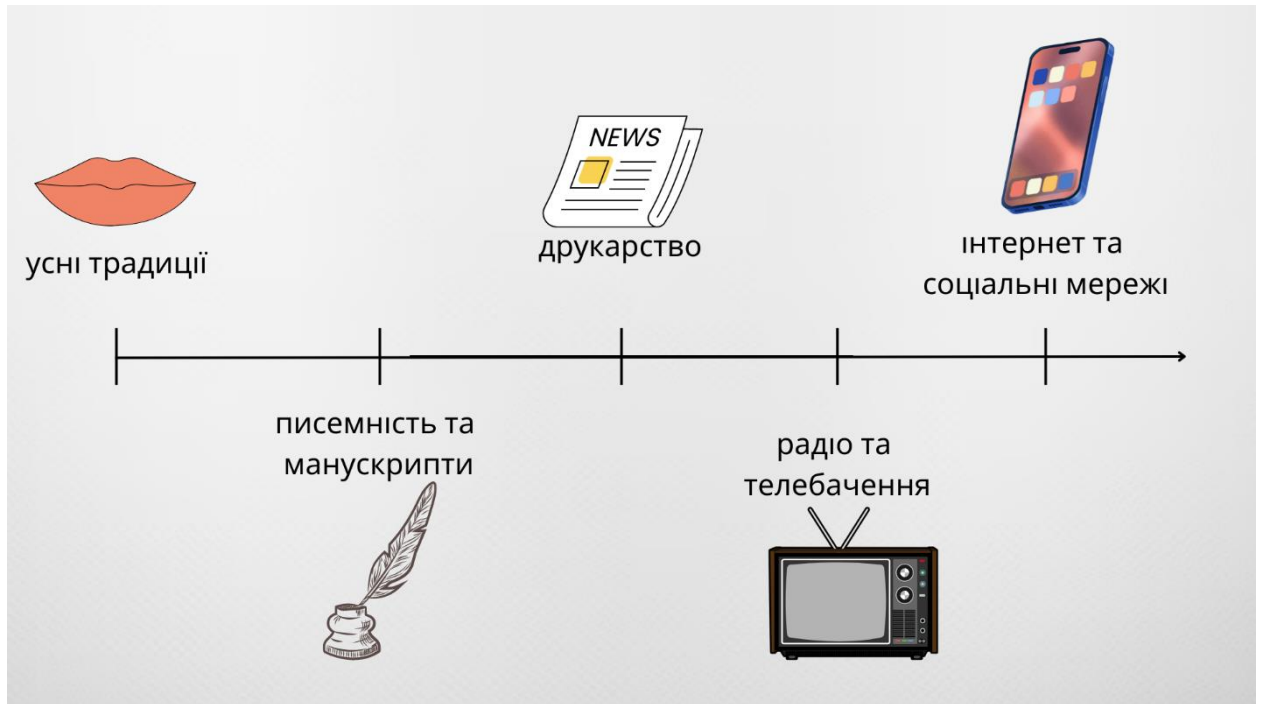 усні традиції
писемність та
манускрипти
NEWS
друкарство
радіо та
телебачення
інтернет та
соціальні мережі